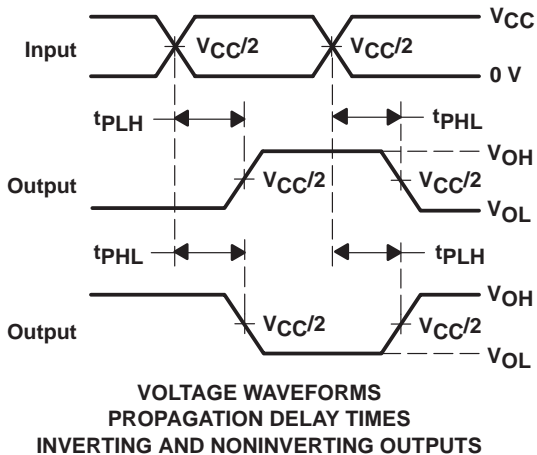 VCC
Input
VCC/2
VCC/2
0 V
tPLH
tPHL
VOH
Output
VCC/2
VCC/2
VOL
tPHL
tPLH
VOH
Output
VCC/2
VCC/2
VOL
VOLTAGE WAVEFORMS
PROPAGATION DELAY TIMES
INVERTING AND NONINVERTING OUTPUTS